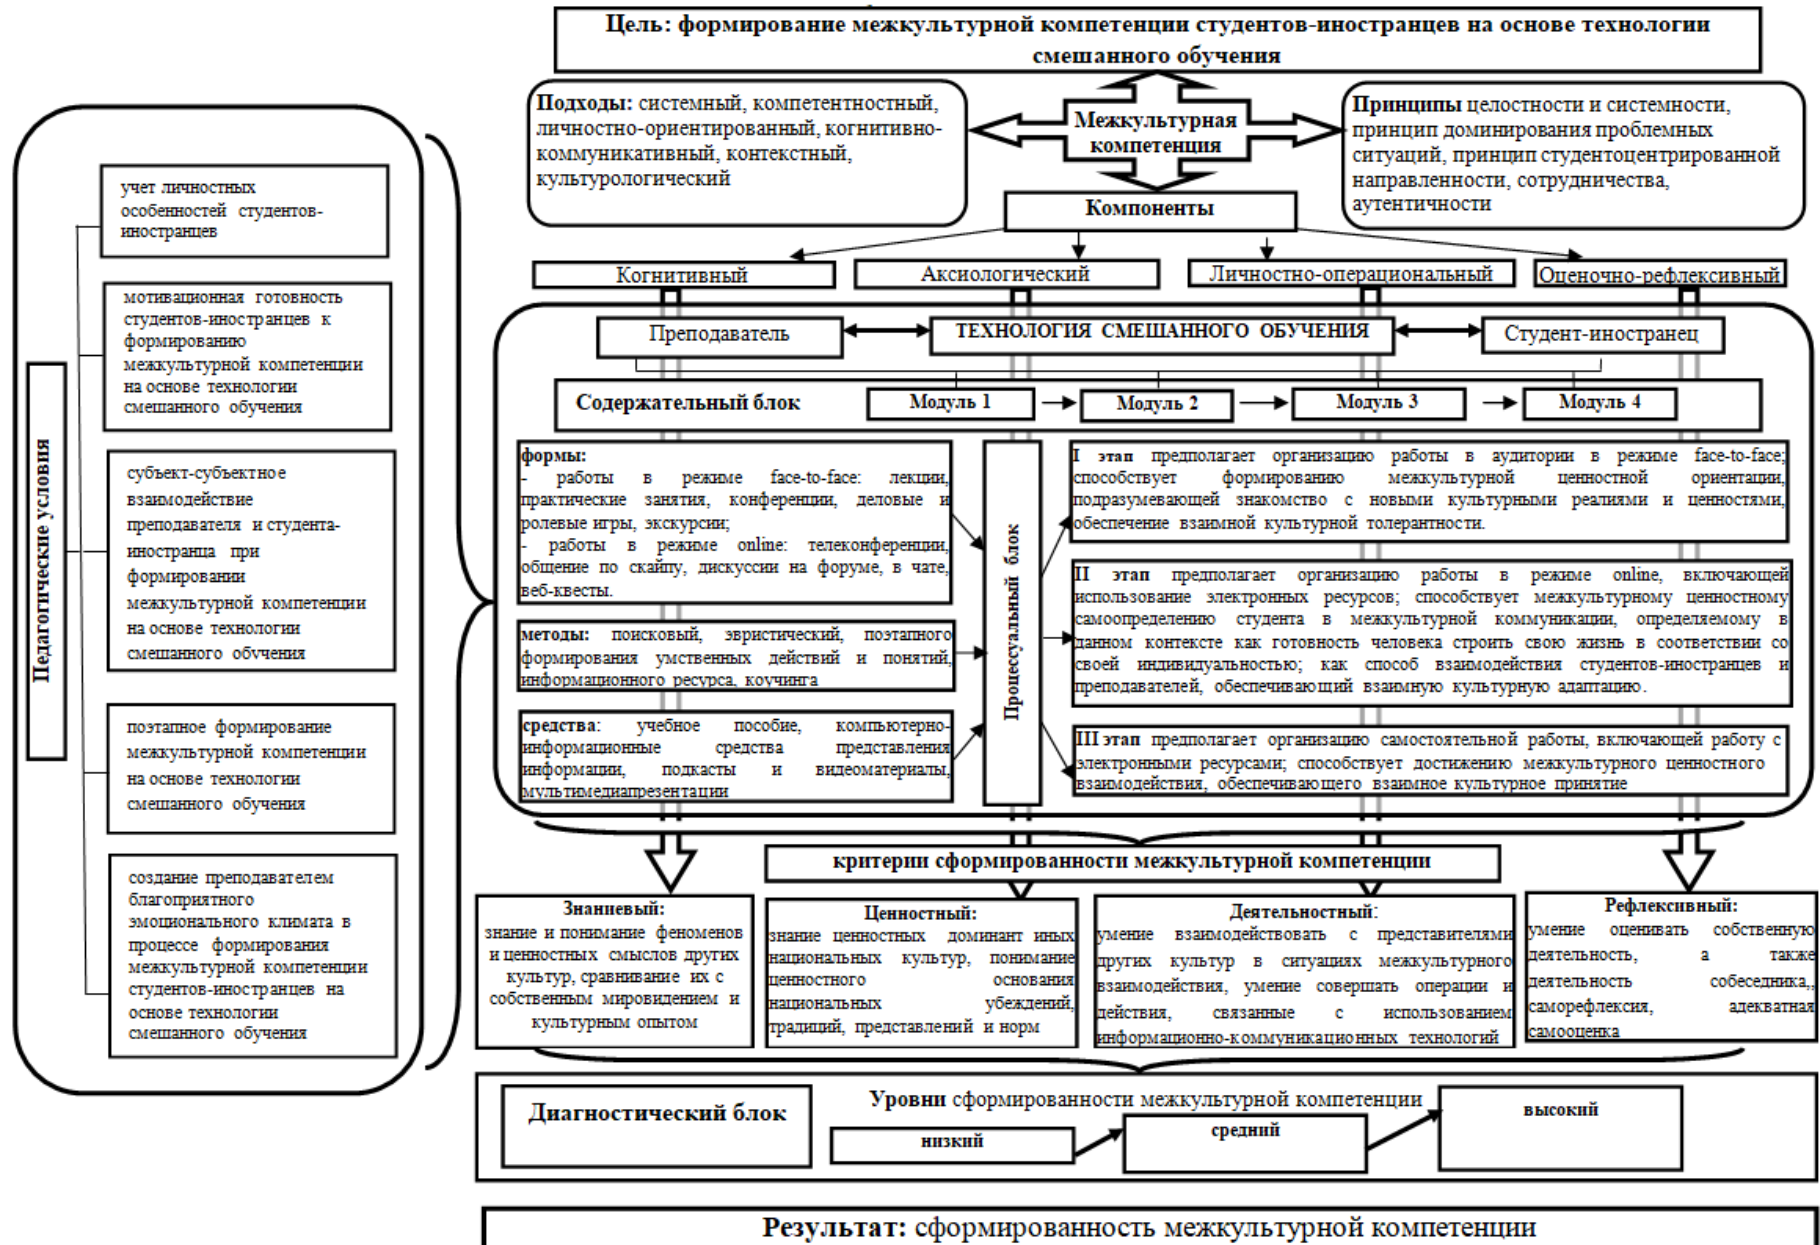 Цель: формирование межкультурной компетенции студентов-иностранцев на основе технологии
смешанного обучения
Подходы: системный, компетентностный,
личностно-ориентированный, когнитивно-
коммуникативный, контекстный,
культурологический
Межкультурная
компетенция
Принципы целостности и системности,
принцип доминирования проблемных
ситуаций, принцип студентоцентрированной
направленности, сотрудничества,
аутентичности
Компоненты
Когнитивный
Аксиологический
Личностно-операциональный
Оценочно-рефлексивный
Педагогические условия
учет личностных
особенностей студентов-
иностранцев
мотивационная готовность
студентов-иностранцев к
формированию
межкультурной компетенции
на основе технологии
смешанного обучения
субъект-субъектное
взаимодействие
преподавателя и студента-
иностранца при
формировании
межкультурной компетенции
на основе технологии
смешанного обучения
поэтапное формирование
межкультурной компетенции
на основе технологии
смешанного обучения
создание преподавателем
благоприятного
эмоционального климата в
процессе формирования
межкультурной компетенции
студентов-иностранцев на
основе технологии
смешанного обучения
Преподаватель
ТЕХНОЛОГИЯ СМЕШАННОГО ОБУЧЕНИЯ
Студент-иностранец
Содержательный блок
Модуль 1
Модуль 2
Модуль 3
Модуль 4
формы:
- работы в режиме face-to-face: лекции,
практические занятия, конференции, деловые и
ролевые игры, экскурсии;
- работы в режиме online: телеконференции,
общение по скайпу, дискуссии на форуме, в чате,
веб-квесты.
методы: поисковый, эвристический, поэтапного
формирования умственных действий и понятий,
информационного ресурса, коучинга
средства: учебное пособие, компьютерно-
информационные средства представления
информации, подкасты и видеоматериалы,
мультимедиапрезентации
Процессуальный блок
I этап предполагает организацию работы в аудитории в режиме face-to-face;
способствует формированию межкультурной ценностной ориентации,
подразумевающей знакомство с новыми культурными реалиями и ценностями,
обеспечение взаимной культурной толерантности.
II этап предполагает организацию работы в режиме online, включающей
использование электронных ресурсов; способствует межкультурному ценностному
самоопределению студента в межкультурной коммуникации, определяемому в
данном контексте как готовность человека строить свою жизнь в соответствии со
своей индивидуальностью; как способ взаимодействия студентов-иностранцев и
преподавателей, обеспечивающий взаимную культурную адаптацию.
III этап предполагает организацию самостоятельной работы, включающей работу с
электронными ресурсами; способствует достижению межкультурного ценностного
взаимодействия, обеспечивающего взаимное культурное принятие
критерии сформированности межкультурной компетенции
Знаниевый:
знание и понимание феноменов
и ценностных смыслов других
культур, сравнивание их с
собственным мировидением и
культурным опытом
Ценностный:
знание ценностных доминант иных
национальных культур, понимание
ценностного основания
национальных убеждений,
традиций, представлений и норм
Деятельностный:
умение взаимодействовать с представителями
других культур в ситуациях межкультурного
взаимодействия, умение совершать операции и
действия, связанные с использованием
информационно-коммуникационных технологий
Рефлексивный:
умение оценивать собственную
деятельность, а также
деятельность собеседника,,
саморефлексия, адекватная
самооценка
Диагностический блок
Уровни сформированности межкультурной компетенции
низкий
средний
высокий
Результат: сформированность межкультурной компетенции